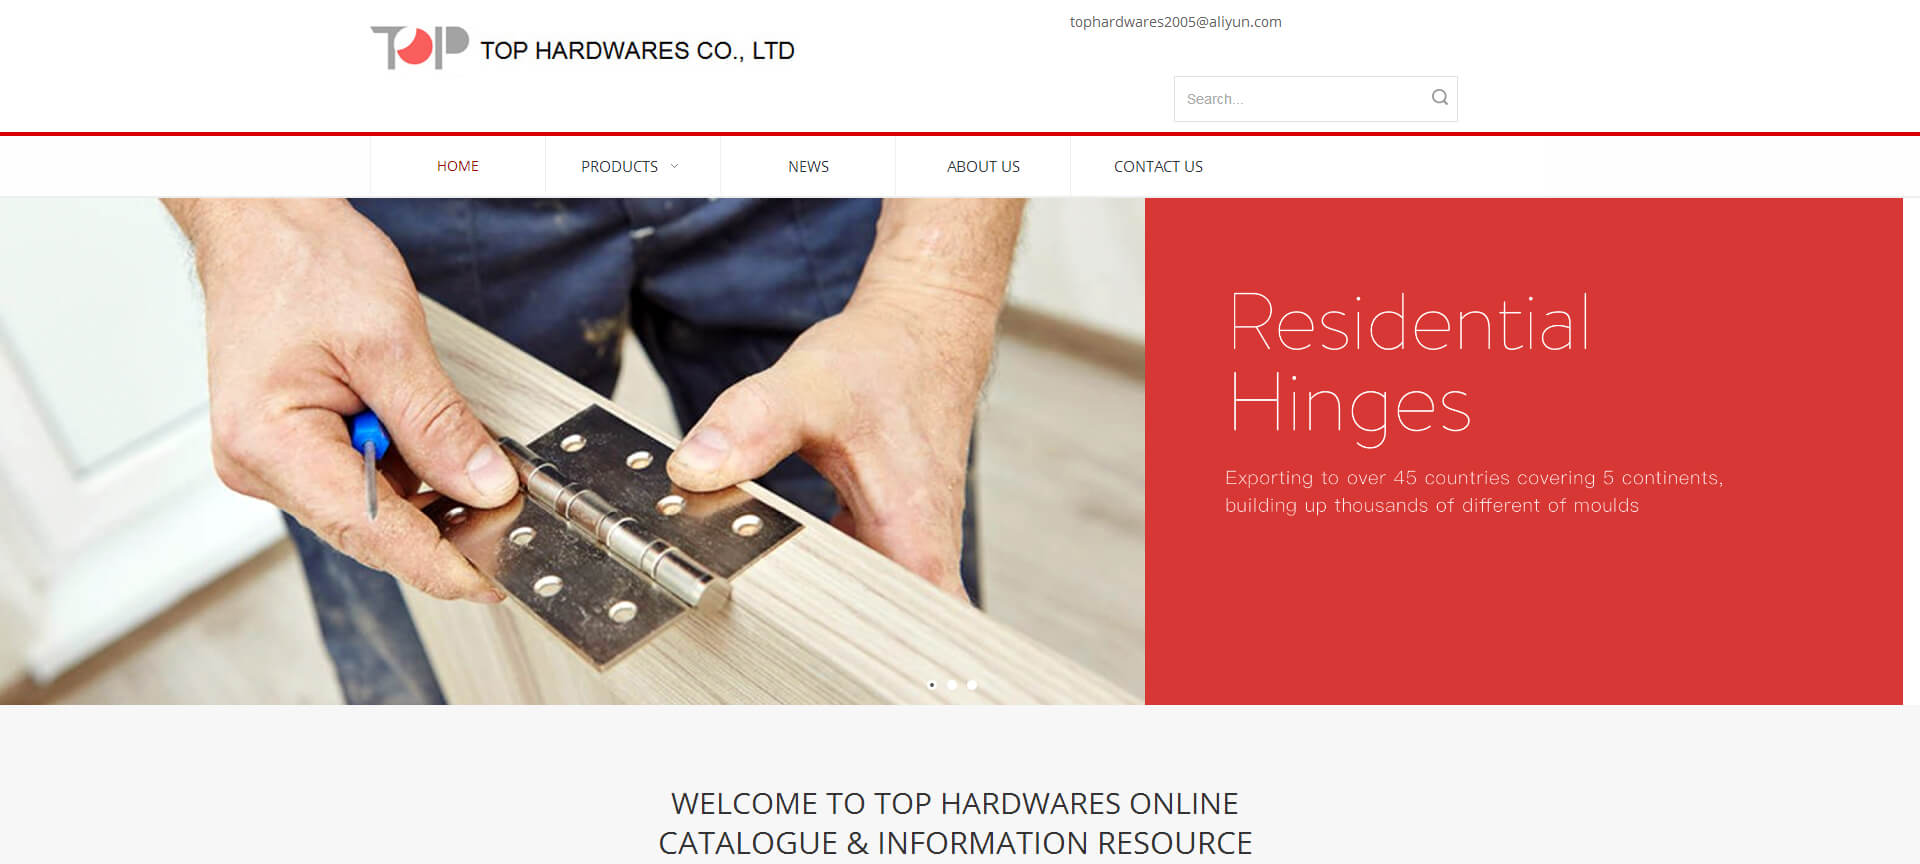 TOP
TOP HARDWARES CO., LTD
tophardwares2005@aliyun.com
Search...
HOME
PRODUCTS
NEWS
ABOUT US
CONTACT US
Residential
Hinges
Exporting to over 45 countries covering 5 continents,
building up thousands of different of moulds
WELCOME TO TOP HARDWARES ONLINE
CATALOGUE & INFORMATION RESOURCE